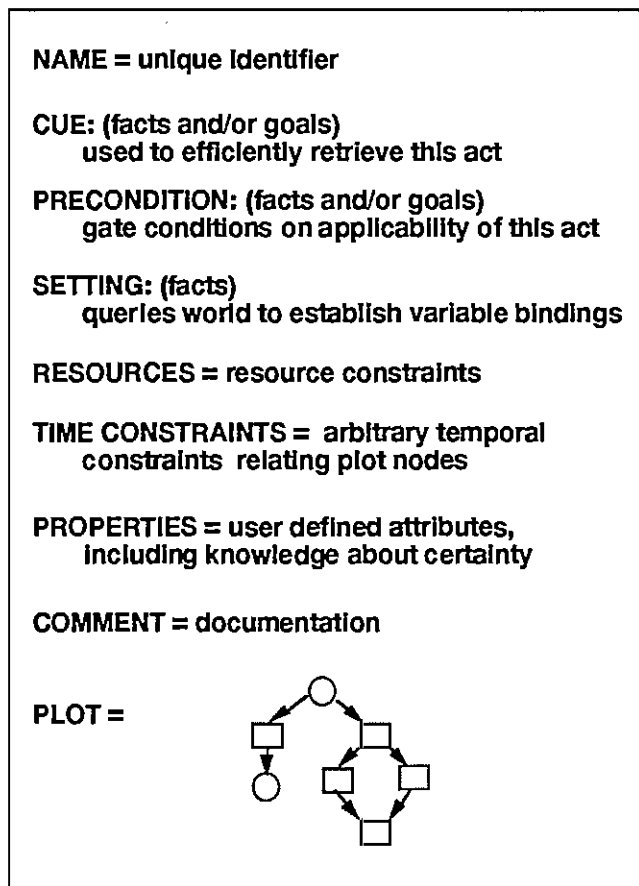 NAME = unique identifier
CUE: (facts and/or goals)
used to efficiently retrieve this act
PRECONDITION: (facts and/or goals)
gate conditions on applicability of this act
SETTING: (facts)
queries world to establish variable bindings
RESOURCES = resource constraints
TIME CONSTRAINTS = arbitrary temporal
constraints relating plot nodes
PROPERTIES = user defined attributes,
including knowledge about certainty
COMMENT = documentation
PLOT =